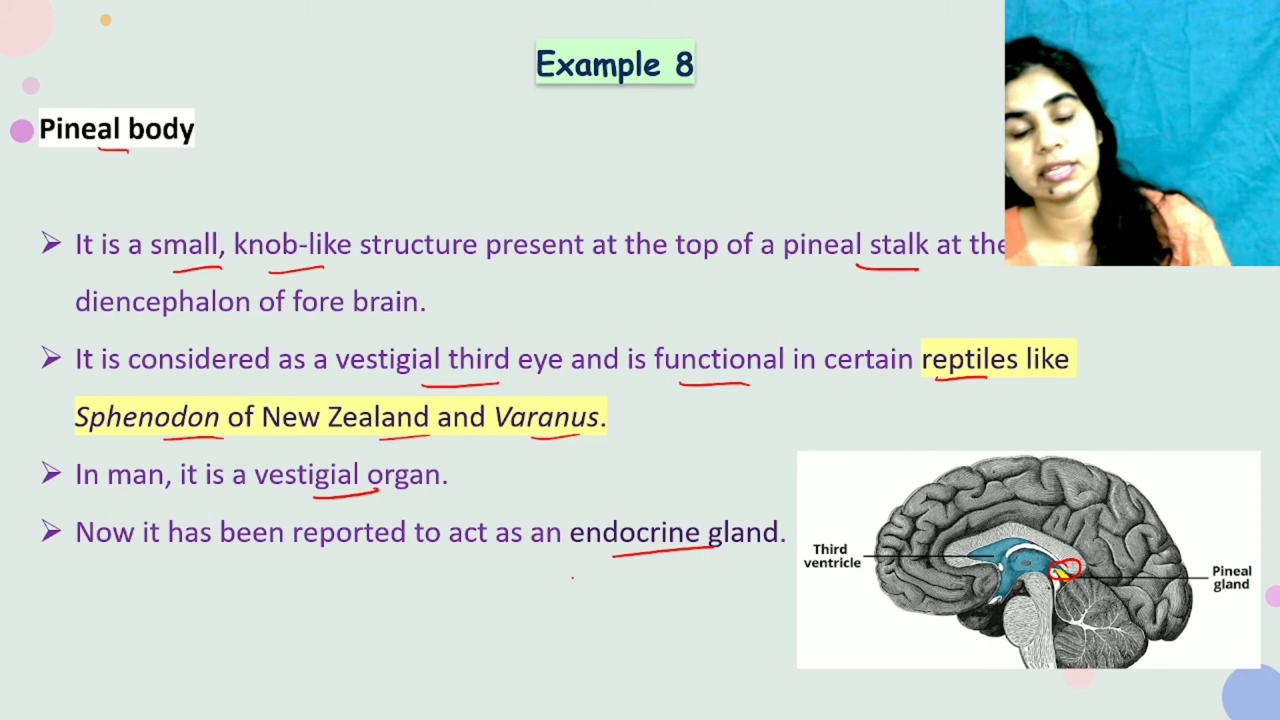 Example 8
Pineal body
It is a small, knob-like structure present at the top of a pineal stalk at the
diencephalon of fore brain.
It is considered as a vestigial third eye and is functional in certain reptiles like
Sphenodon of New Zealand and Varanus.
In man, it is a vestigial organ.
Now it has been reported to act as an endocrine gland.
Third
ventricle
Pineal
gland